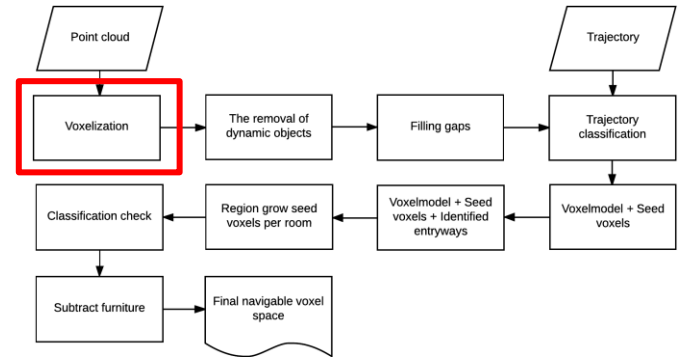 Point cloud
Trajectory
Voxelization
The removal of
dynamic objects
Filling gaps
Trajectory
classification
Classification check
Region grow seed
voxels per room
Voxelmodel + Seed
voxels + Identified
entryways
Voxelmodel + Seed
voxels
Subtract furniture
Final navigable voxel
space